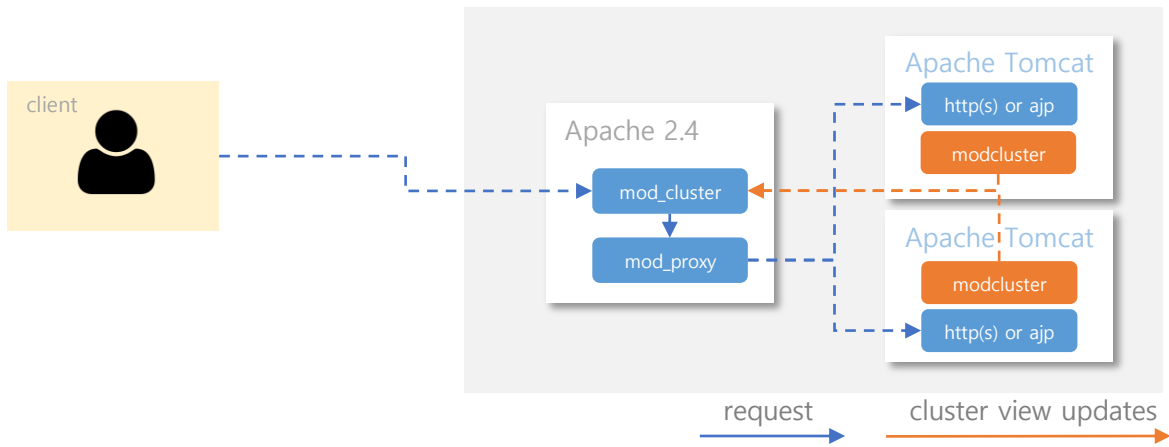 client
Apache 2.4
mod_cluster
mod_proxy
Apache Tomcat
http(s) or ajp
modcluster
Apache Tomcat
modcluster
http(s) or ajp
request
cluster view updates